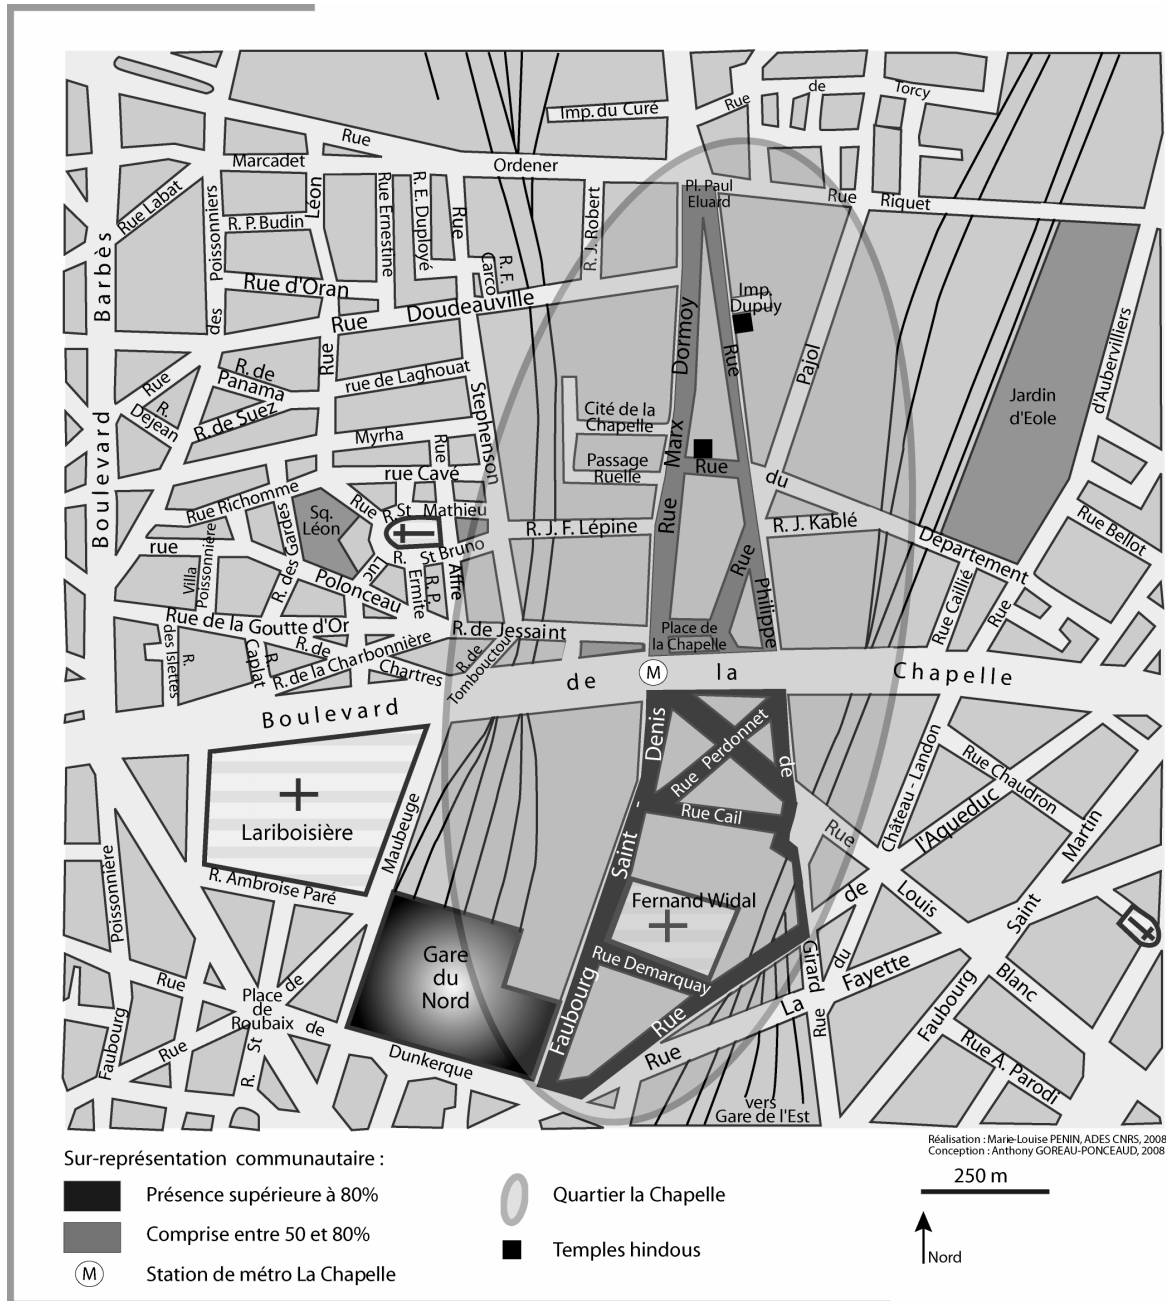 Imp. du Curé
Rue
de
Torcy
Rue
Marcadet
Ordener
Pl. Paul
Eluard
Rue
Riquet
Rue Labat
Poissonniers
des
Léon
R. P. Budin
Rue Ernestine
R. E. Duployé
Rue
R. F.
Carco
R. J. Robert
Barbès
Boulevard
Rue d'Oran
Rue
Doudeauville
Imp.
Dupuy
Dormoy
Marx
Rue
Rue
Pajol
d'Aubervilliers
Jardin
d'Eole
Rue
R.
Dejean
R. de
Panama
R. de Suez
Rue
rue de Laghouat
Stephenson
Cité de la
Chapelle
Passage
Ruelle
Rue
du
Département
Myrha
Rue
rue Cavé
Rue Richomme
Sq.
Léon
Rue
R. St Mathieu
R. St Bruno
R. J. F. Lépine
R. J. Kablé
Rue
Philippe
Rue Bellot
rue
Villa
Poissonnière
R. des Gardes
Polonceau
Luc
Ermite
R. P.
Affre
Rue Caillié
Rue
Rue de la Goutte d'Or
R.
des Islettes
R.
Caplat
R. de
R. de la Charbonnière
Chartres
R. de Jessaint
R. de
Tombouctou
Place de
la Chapelle
M
Boulevard
de
la
Chapelle
Denis
-
Saint
Faubourg
Rue Perdonnet
de
Rue Cail
Rue
Château - Landon
Rue Chaudron
l'Aqueduc
Martin
Saint
Faubourg
Lariboisière
Maubeuge
R. Ambroise Paré
Fernand Widal
Rue Demarquay
Rue
Girard
Rue
du
de
Louis
Blanc
Rue
La
Fayette
Poissonnière
Faubourg
Rue
de
Place
de
Roubaix
de
Rue
R. St
Gare
du
Nord
Dunkerque
vers
Gare de l'Est
Rue A. Parodi
Réalisation : Marie-Louise PENIN, ADES CNRS, 2008
Conception : Anthony GOREAU-PONCEAUD, 2008
Sur-représentation communautaire :
Présence supérieure à 80%
Comprise entre 50 et 80%
M
Station de métro La Chapelle
Quartier la Chapelle
Temples hindous
250 m
Nord